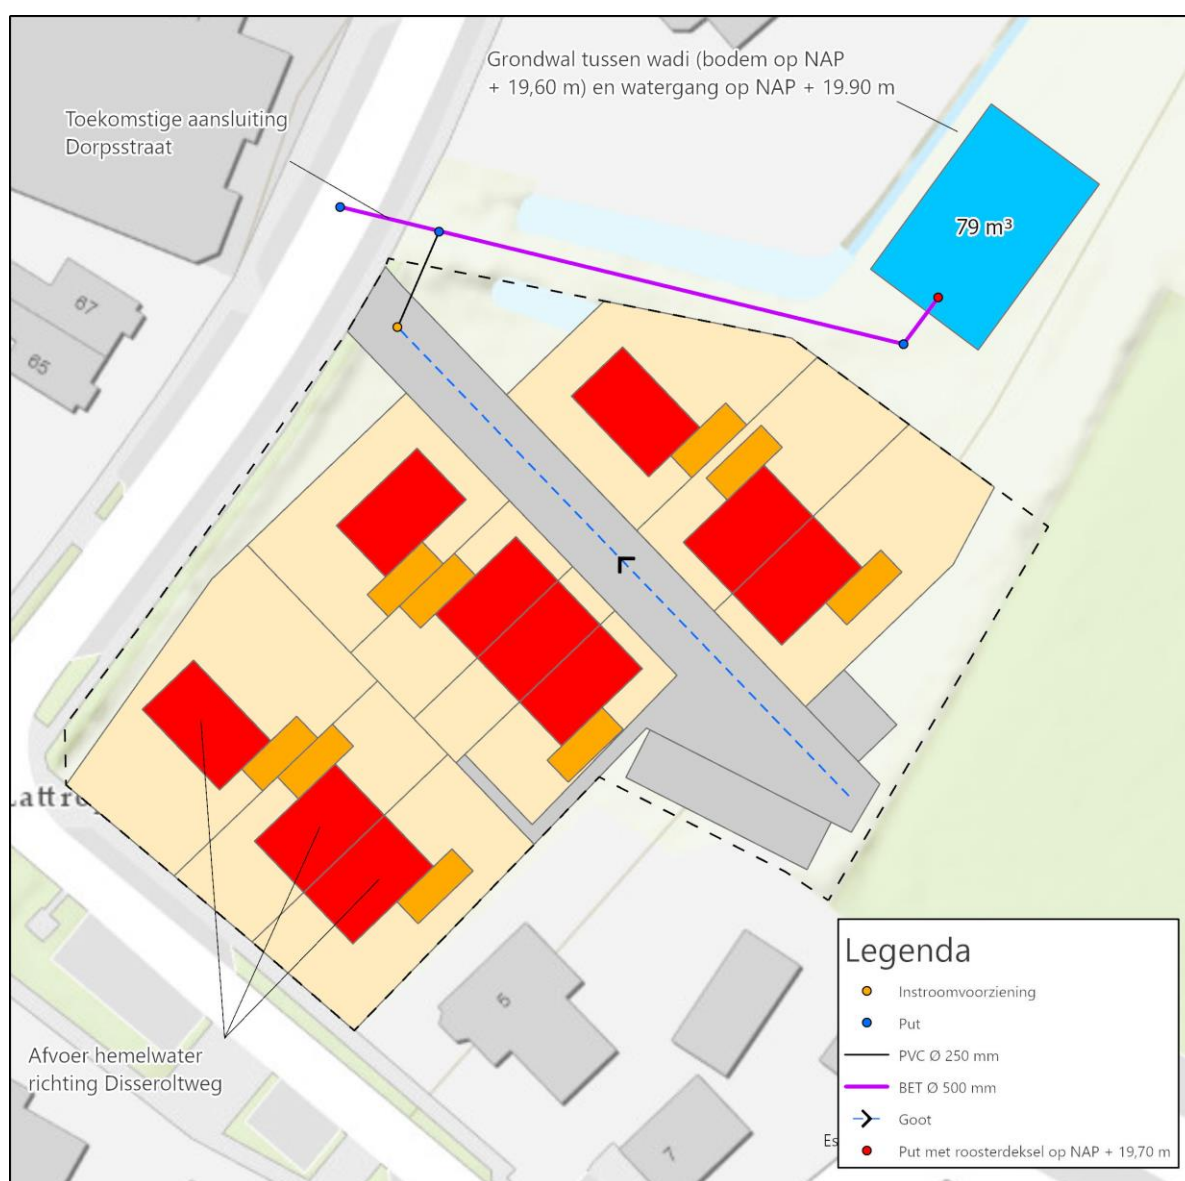 Grondwal tussen wadi (bodem op NAP
+ 19,60 m) en watergang op NAP + 19.90 m
Toekomstige aansluiting
Dorpsstraat
79 m³
67
65
5
7
Afvoer hemelwater
richting Disseroltweg
Legenda
Instroomvoorziening
Put
PVC Ø 250 mm
BET Ø 500 mm
Goot
Put met roosterdeksel op NAP + 19,70 m